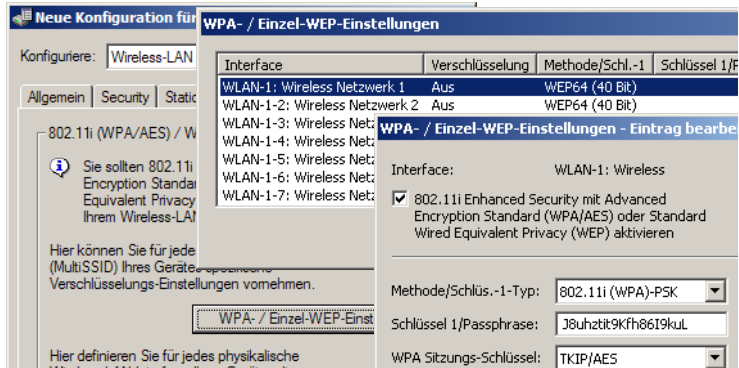 Neue Konfiguration für
Konfiguriere: Wireless-LAN
Allgemein Security
802.11i (WPA/AES) /
Sie sollten 802.11i
Encryption
Equivalent Privacy
Ihrem
Hier können Sie für jede
(MultiSSID) Ihres Gerätes spezifische
Verschlüsselungs-Einstellungen vornehmen.
WPA- / Einzel-WEP-Einst
Hier definieren Sie für jedes physikalische
WPA- / Einzel-WEP-Einstellungen
Interface Verschlüsselung Methode/Schl.-1 Schlüssel
WLAN-1: Wireless Netzwerk 1 Aus WEP64 (40 Bit)
WLAN-1-2: Wireless Netzwerk 2 Aus WEP64 (40 Bit)
WLAN-1-3: Wireless Netz
WLAN-1-4: Wireless Netz
WLAN-1-5: Wireless Netz
WLAN-1-6: Wireless Netz
WLAN-1-7: Wireless Netz
WPA- / Einzel-WEP-Einstellungen - Eintrag bearbei
Interface: WLAN-1: Wireless
802.11i Enhanced Security mit Advanced
Encryption Standard (WPA/AES) oder Standard
Wired Equivalent Privacy (WEP) aktivieren
Methode/Schlüs.-1-Typ: 802.11i (WPA)-PSK
Schlüssel 1/Passphrase: J8uhztit9Kfh86I9kuL
WPA Sitzungs-Schlüssel: TKIP/AES